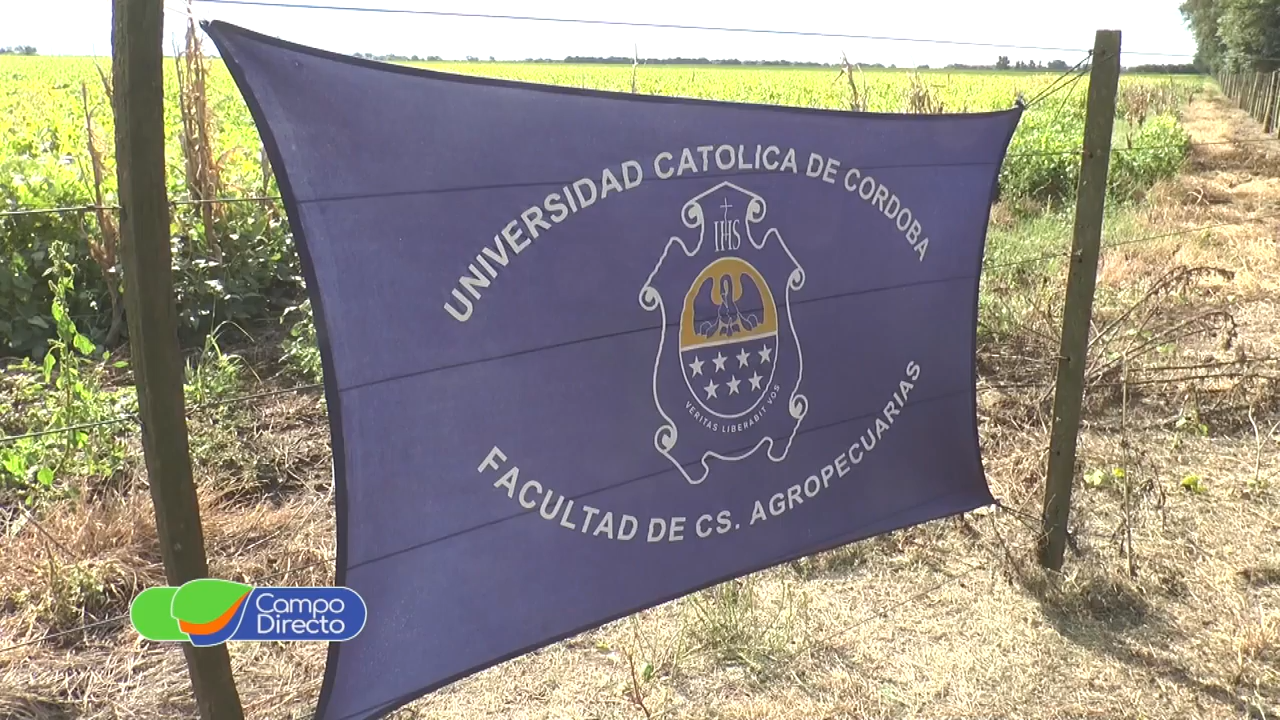 UNIVERSIDAD CATOLICA DE CORDOBA
IHS
VERITAS LIBERABIT VOS
FACULTAD DE CS. AGROPECUARIAS
Campo
Directo